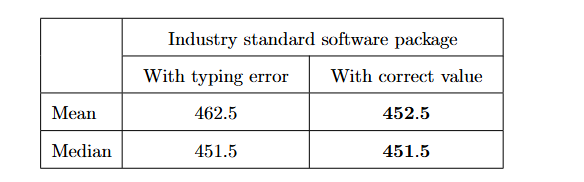 Industry standard software package
With typing error With correct value
Mean 462.5 452.5
Median 451.5 451.5